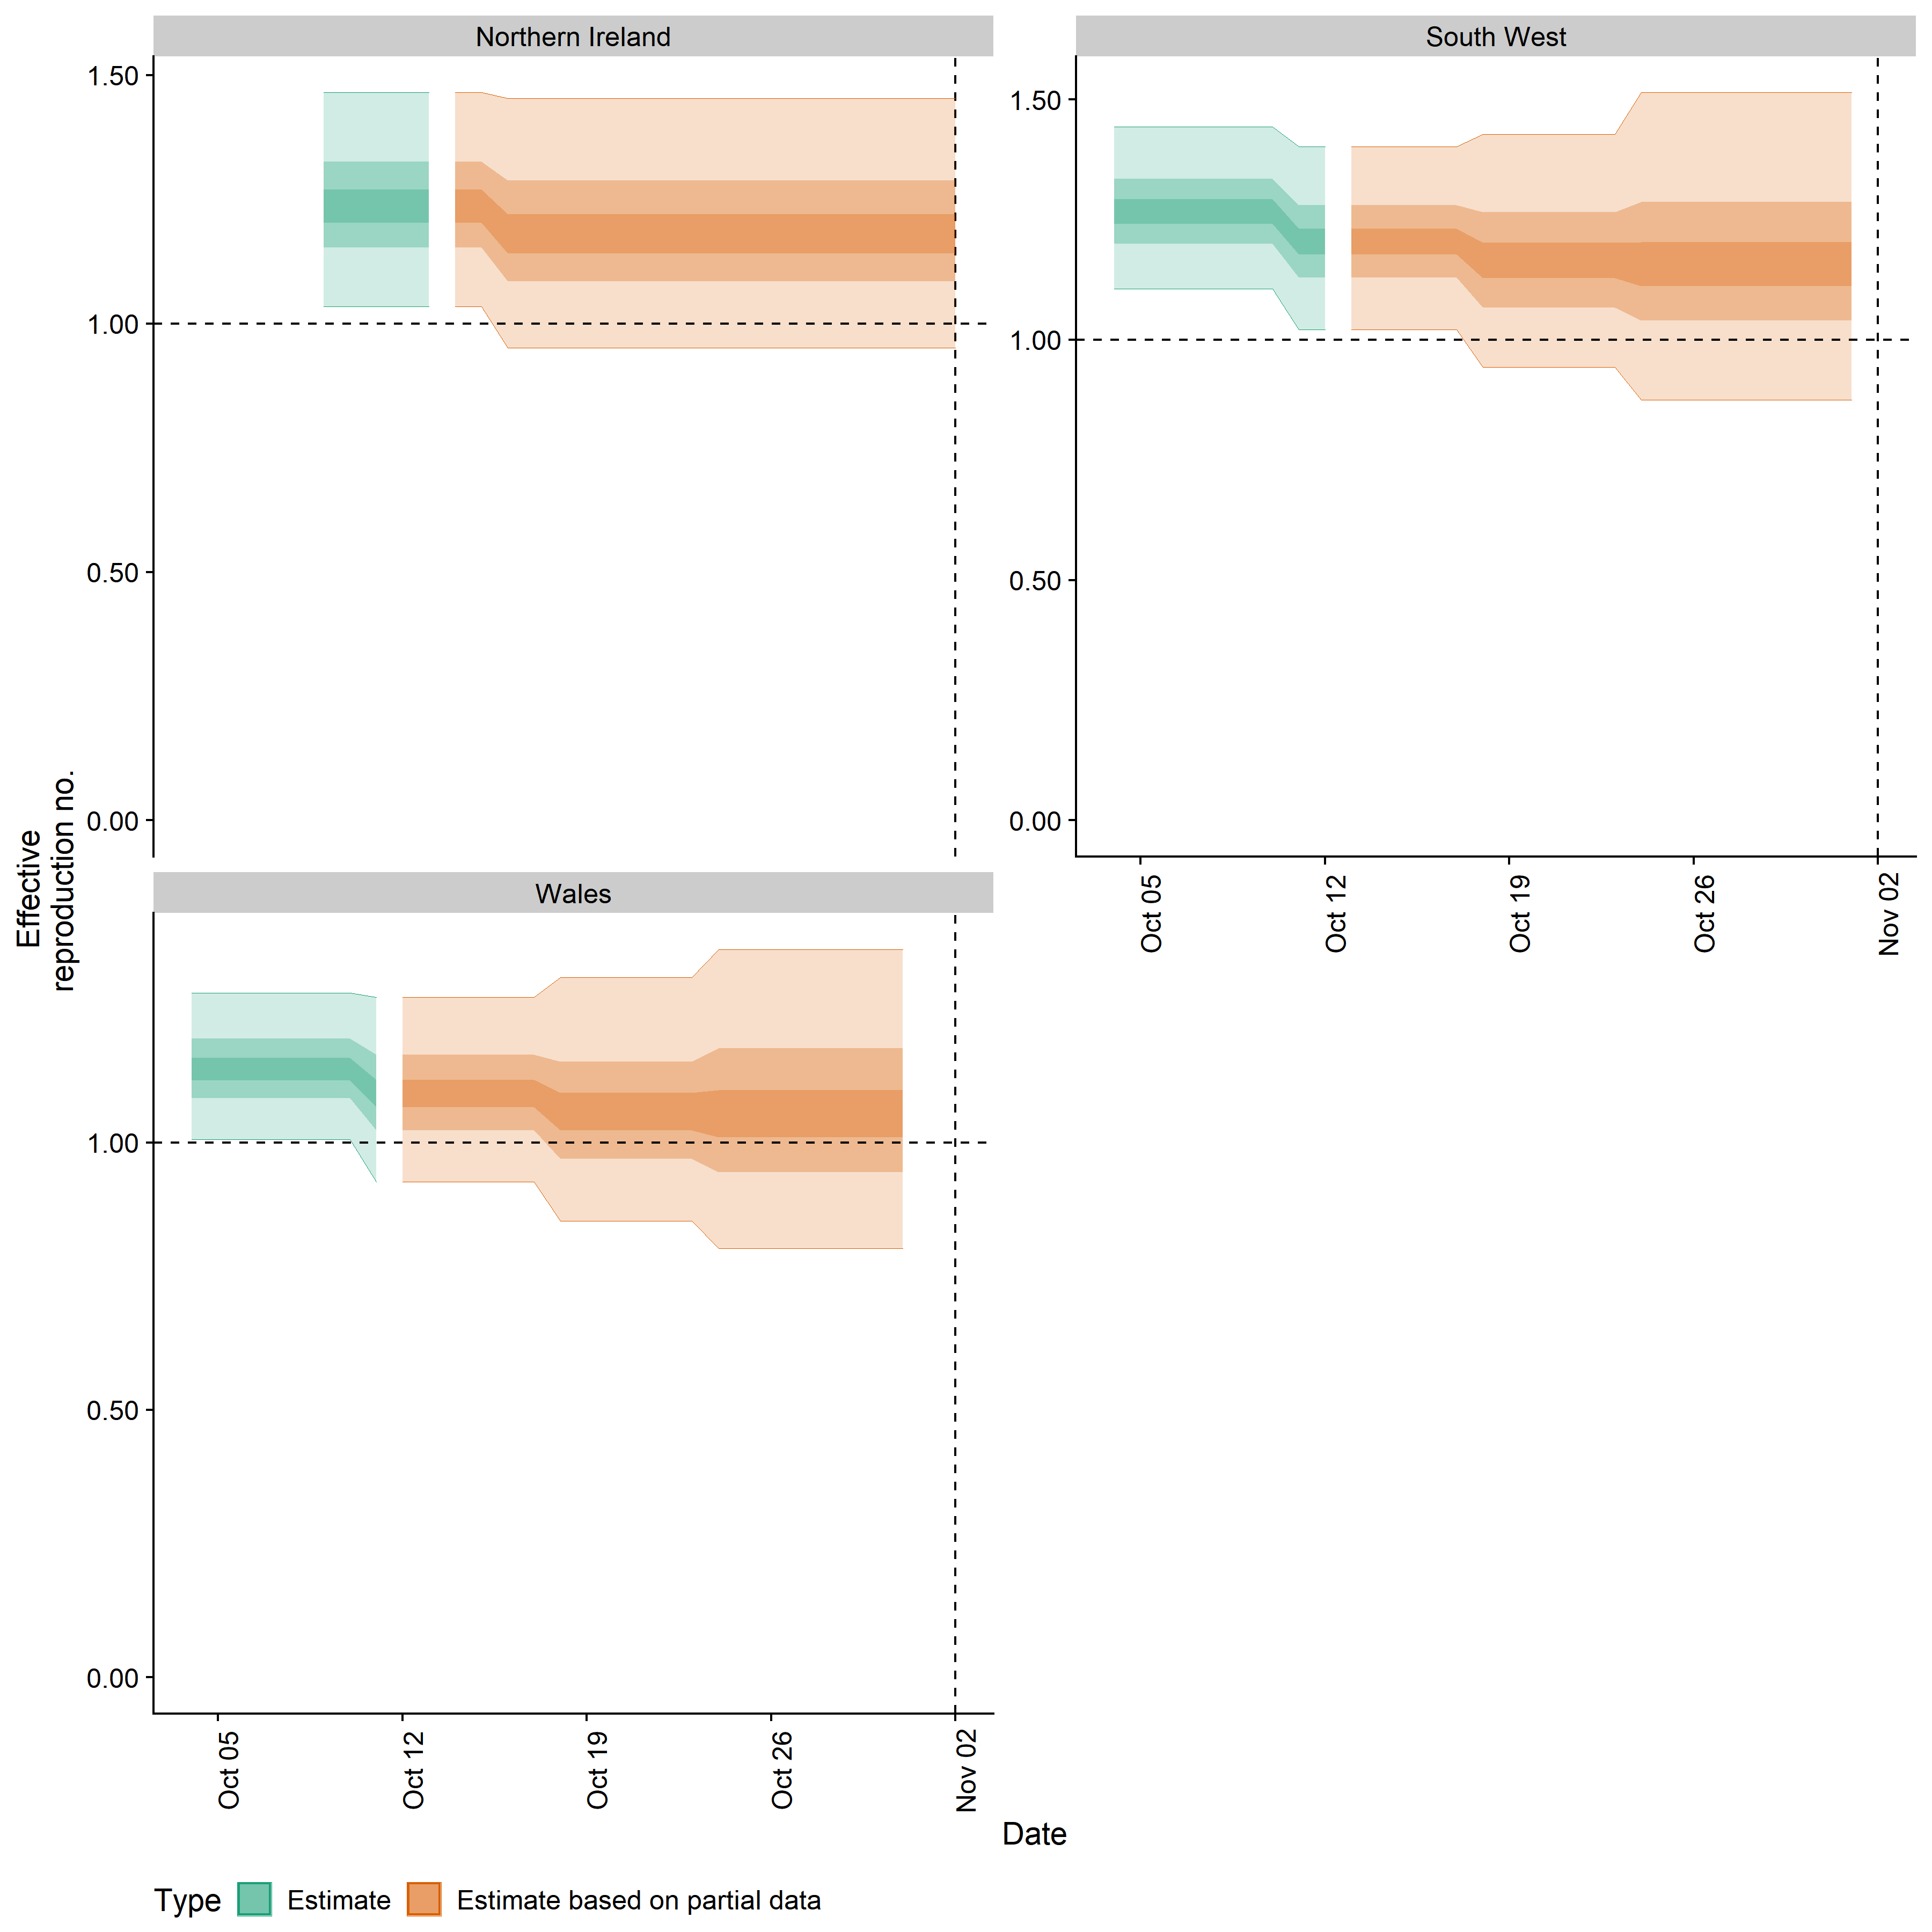 Northern Ireland
South West
1.50
1.00
0.50
0.00
1.50
1.00
0.50
0.00
Oct 05
Oct 12
Oct 19
Oct 26
Nov 02
Effective
reproduction no.
Wales
1.00
0.50
0.00
Oct 05
Oct 12
Oct 19
Oct 26
Nov 02
Date
Type Estimate Estimate based on partial data